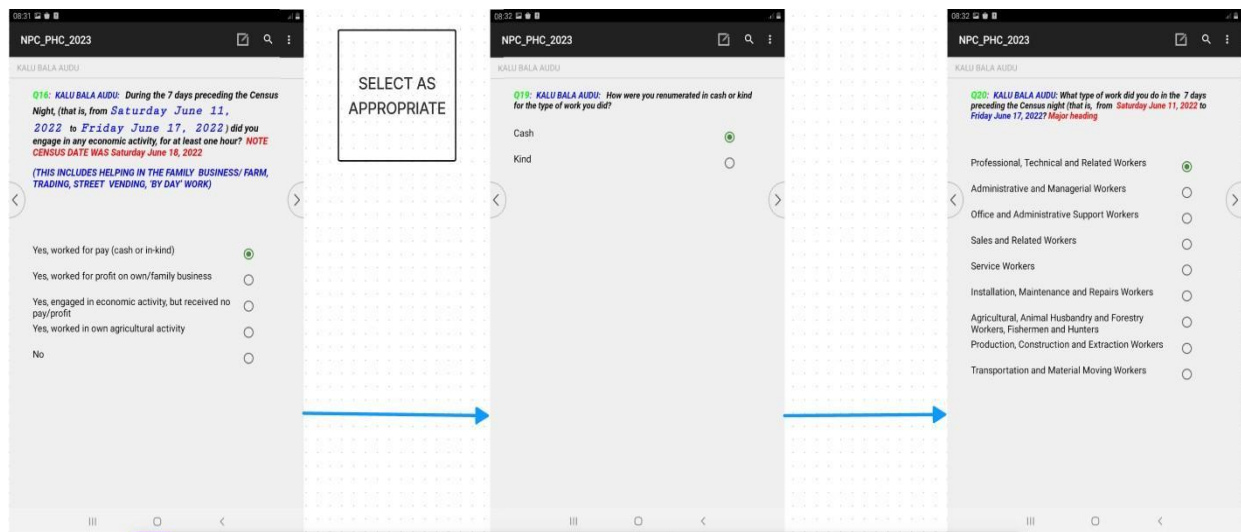 08:31
NPC_PHC_2023
KALU BALA AUDU
Q16: KALU BALA AUDU: During the 7 days preceding the Census
Night, (that is, from Saturday June 11,
2022 to Friday June 17, 2022) did you
engage in any economic activity, for at least one hour? NOTE
CENSUS DATE WAS Saturday June 18, 2022
(THIS INCLUDES HELPING IN THE FAMILY BUSINESS/ FARM,
TRADING, STREET VENDING, 'BY DAY' WORK)
Yes, worked for pay (cash or in-kind)
Yes, worked for profit on own/family business
Yes, engaged in economic activity, but received no
pay/profit
Yes, worked in own agricultural activity
No
SELECT AS
APPROPRIATE
08:32
NPC_PHC_2023
KALU BALA AUDU
Q19: KALU BALA AUDU: How were you renumerated in cash or kind
for the type of work you did?
Cash
Kind
08:32
NPC_PHC_2023
KALU BALA AUDU
Q20: KALU BALA AUDU: What type of work did you do in the 7 days
preceding the Census night (that is, from Saturday June 11, 2022 to
Friday June 17, 2022? Major heading
Professional, Technical and Related Workers
Administrative and Managerial Workers
Office and Administrative Support Workers
Sales and Related Workers
Service Workers
Installation, Maintenance and Repairs Workers
Agricultural, Animal Husbandry and Forestry
Workers, Fishermen and Hunters
Production, Construction and Extraction Workers
Transportation and Material Moving Workers